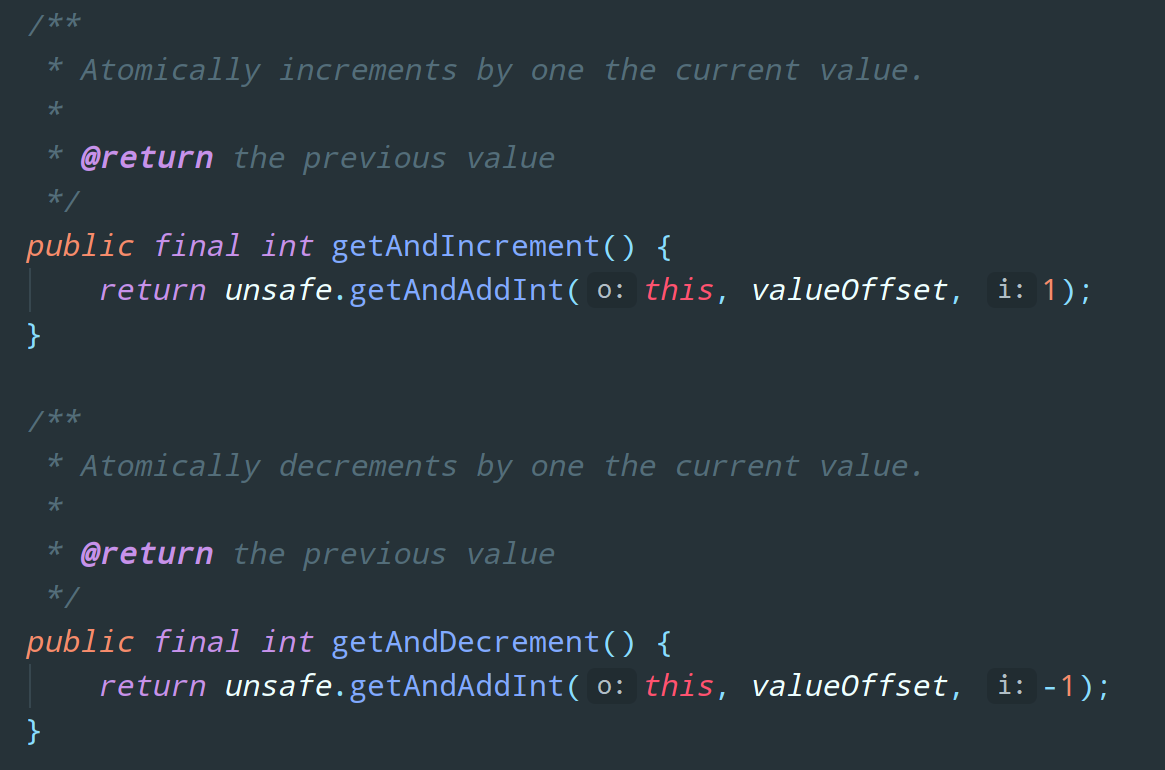 /**
 * Atomically increments by one the current value.
 *
 * @return the previous value
 */
public final int getAndIncrement() {
    return unsafe.getAndAddInt( o: this, valueOffset, i: 1);
}

/**
 * Atomically decrements by one the current value.
 *
 * @return the previous value
 */
public final int getAndDecrement() {
    return unsafe.getAndAddInt( o: this, valueOffset, i: -1);
}